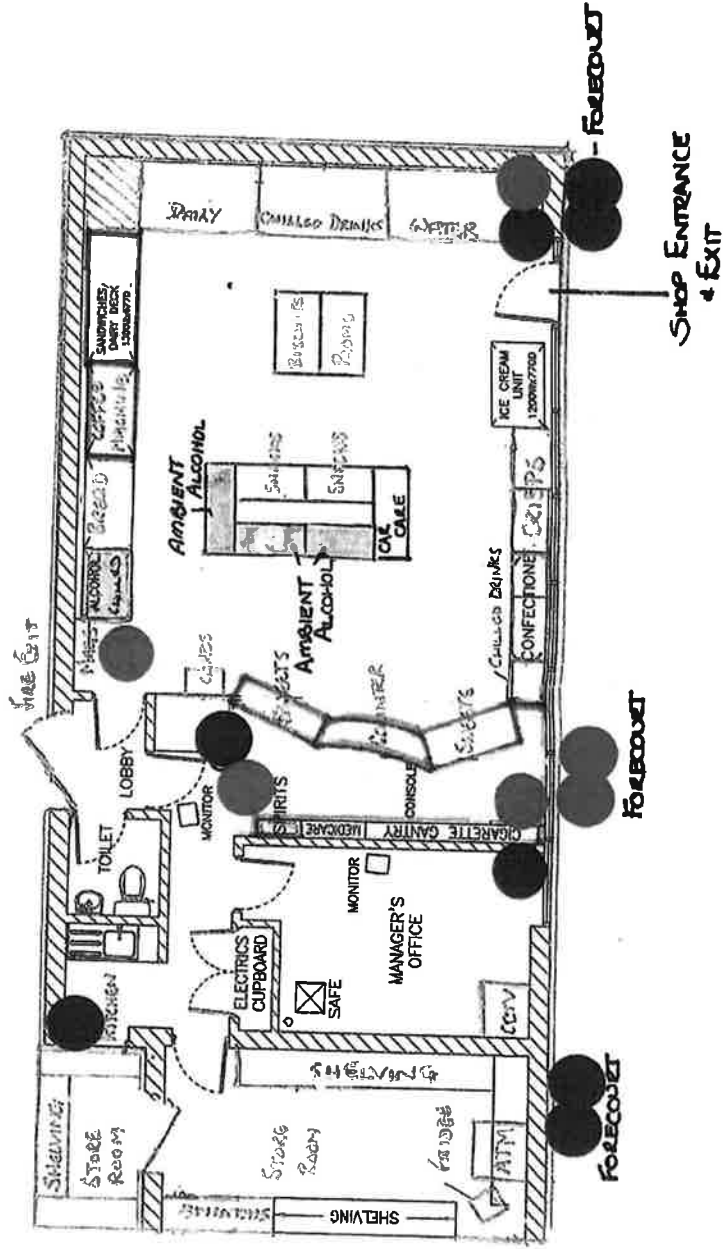 FIRE EXIT
MAGS
ALCOHOL
BREAD
COFFEE
MACHINE
SANDWICHES/
DAIRY DECK
DAIRY
CHILLED DRINKS
WATER
LOBBY
TOILET
KITCHEN
CAKES
MONITOR
SPIRITS
SWEETS
COUNTER
SWEETS
AMBIENT
ALCOHOL
SNACKS
SNACKS
AMBIENT
ALCOHOL
CAR
CARE
BISCUITS
ICE CREAM
UNIT
CHILLED DRINKS
CONFECTIONE
CRISPS
CONSOLE
MEDICARE
CIGARETTE GANTRY
MONITOR
MANAGER'S
OFFICE
ELECTRICS
CUPBOARD
SAFE
CCTV
SHELVING
STORE
ROOM
STORE
ROOM
SHELVING
SHELVING
FRIDGE
ATM
FORECOURT
FORECOURT
- FORECOURT
SHOP ENTRANCE
& EXIT